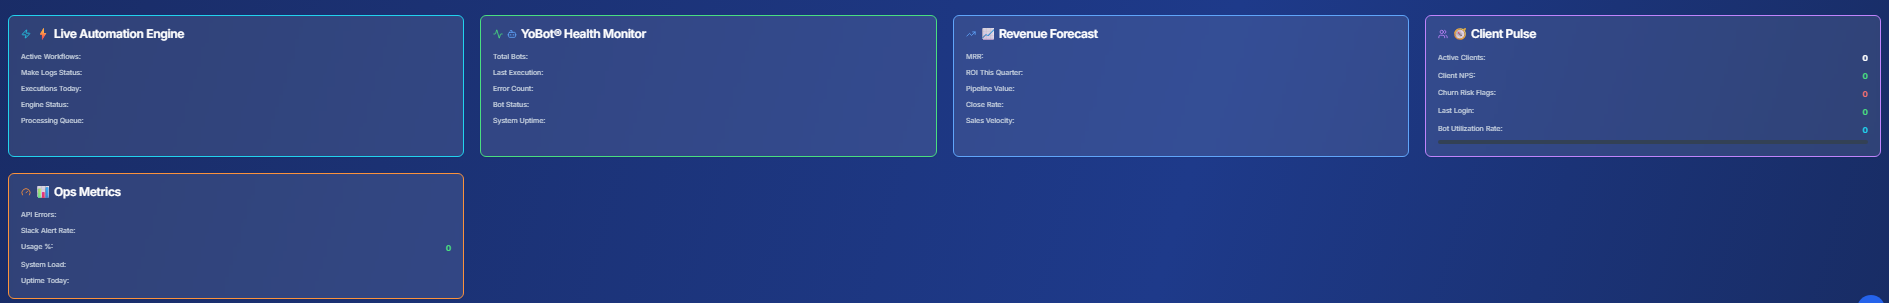 Live Automation Engine
Active Workflows:
Make Logs Status:
Executions Today:
Engine Status:
Processing Queue:
YoBot® Health Monitor
Total Bots:
Last Execution:
Error Count:
Bot Status:
System Uptime:
Revenue Forecast
MRR:
ROI This Quarter:
Pipeline Value:
Close Rate:
Sales Velocity:
Client Pulse
Active Clients: 0
Client NPS: 0
Churn Risk Flags: 0
Last Login: 0
Bot Utilization Rate: 0
Ops Metrics
API Errors:
Slack Alert Rate:
Usage %: 0
System Load:
Uptime Today: